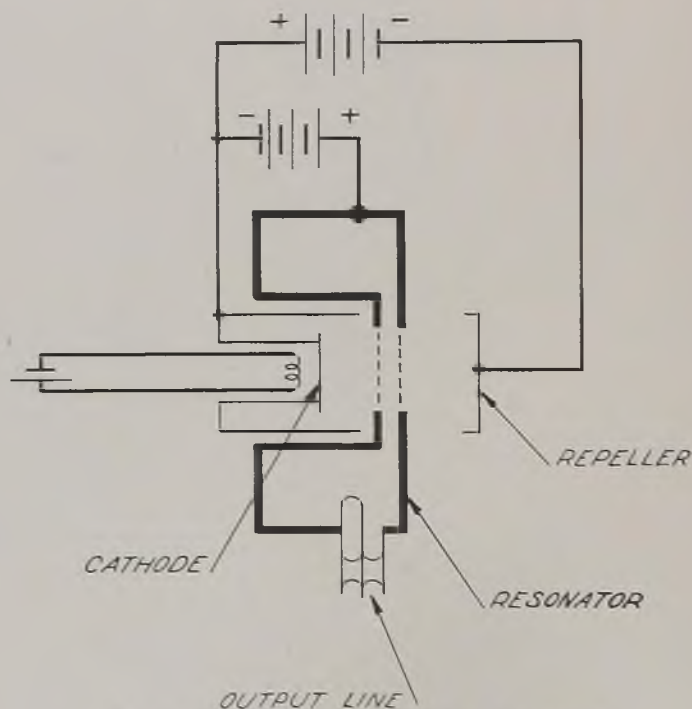 + -
- +
REPELLER
CATHODE
RESONATOR
OUTPUT LINE